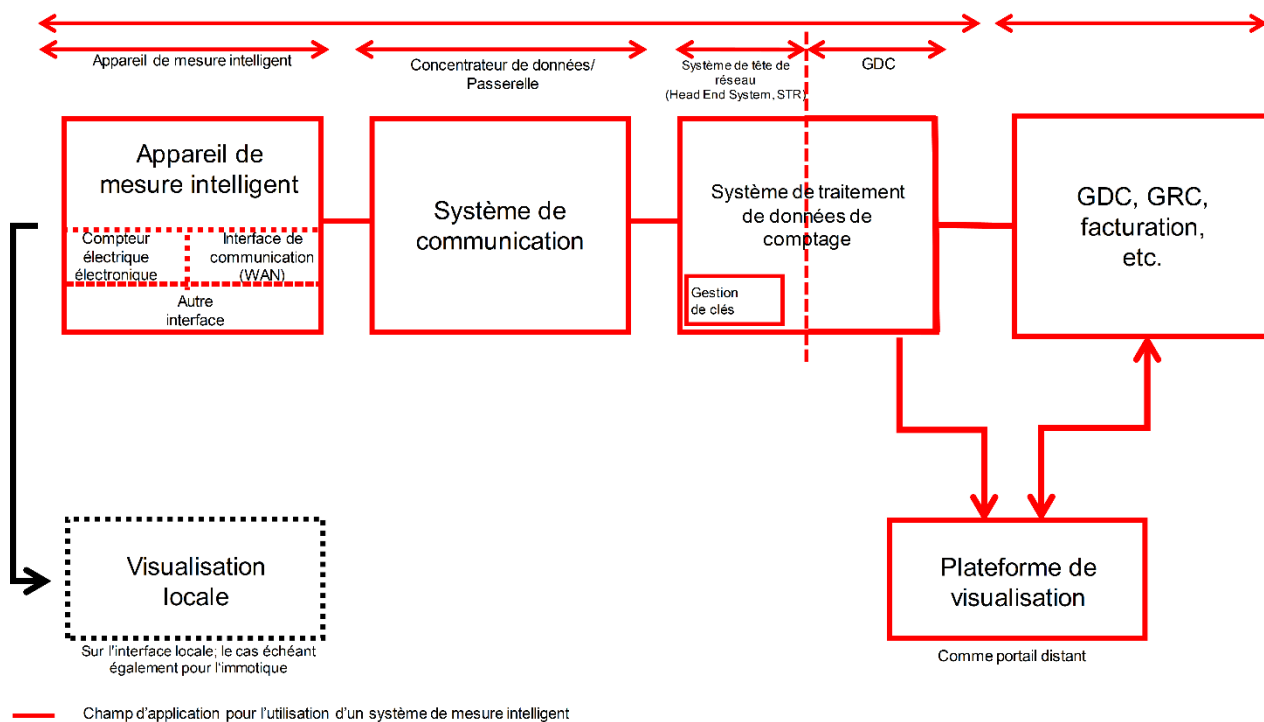 Appareil de mesure intelligent
Concentrateur de données/
Passerelle
Système de tête de
réseau
(Head End System, STR)
GDC
Appareil de
mesure intelligent
Compteur
électrique
électronique
Interface de
communication
(WAN)
Autre
interface
Système de
communication
Système de traitement
de données de
comptage
Gestion
de clés
GDC, GRC,
facturation,
etc.
Visualisation
locale
Sur l'interface locale; le cas échéant
également pour l'immotique
Plateforme de
visualisation
Comme portail distant
Champ d'application pour l'utilisation d'un système de mesure intelligent